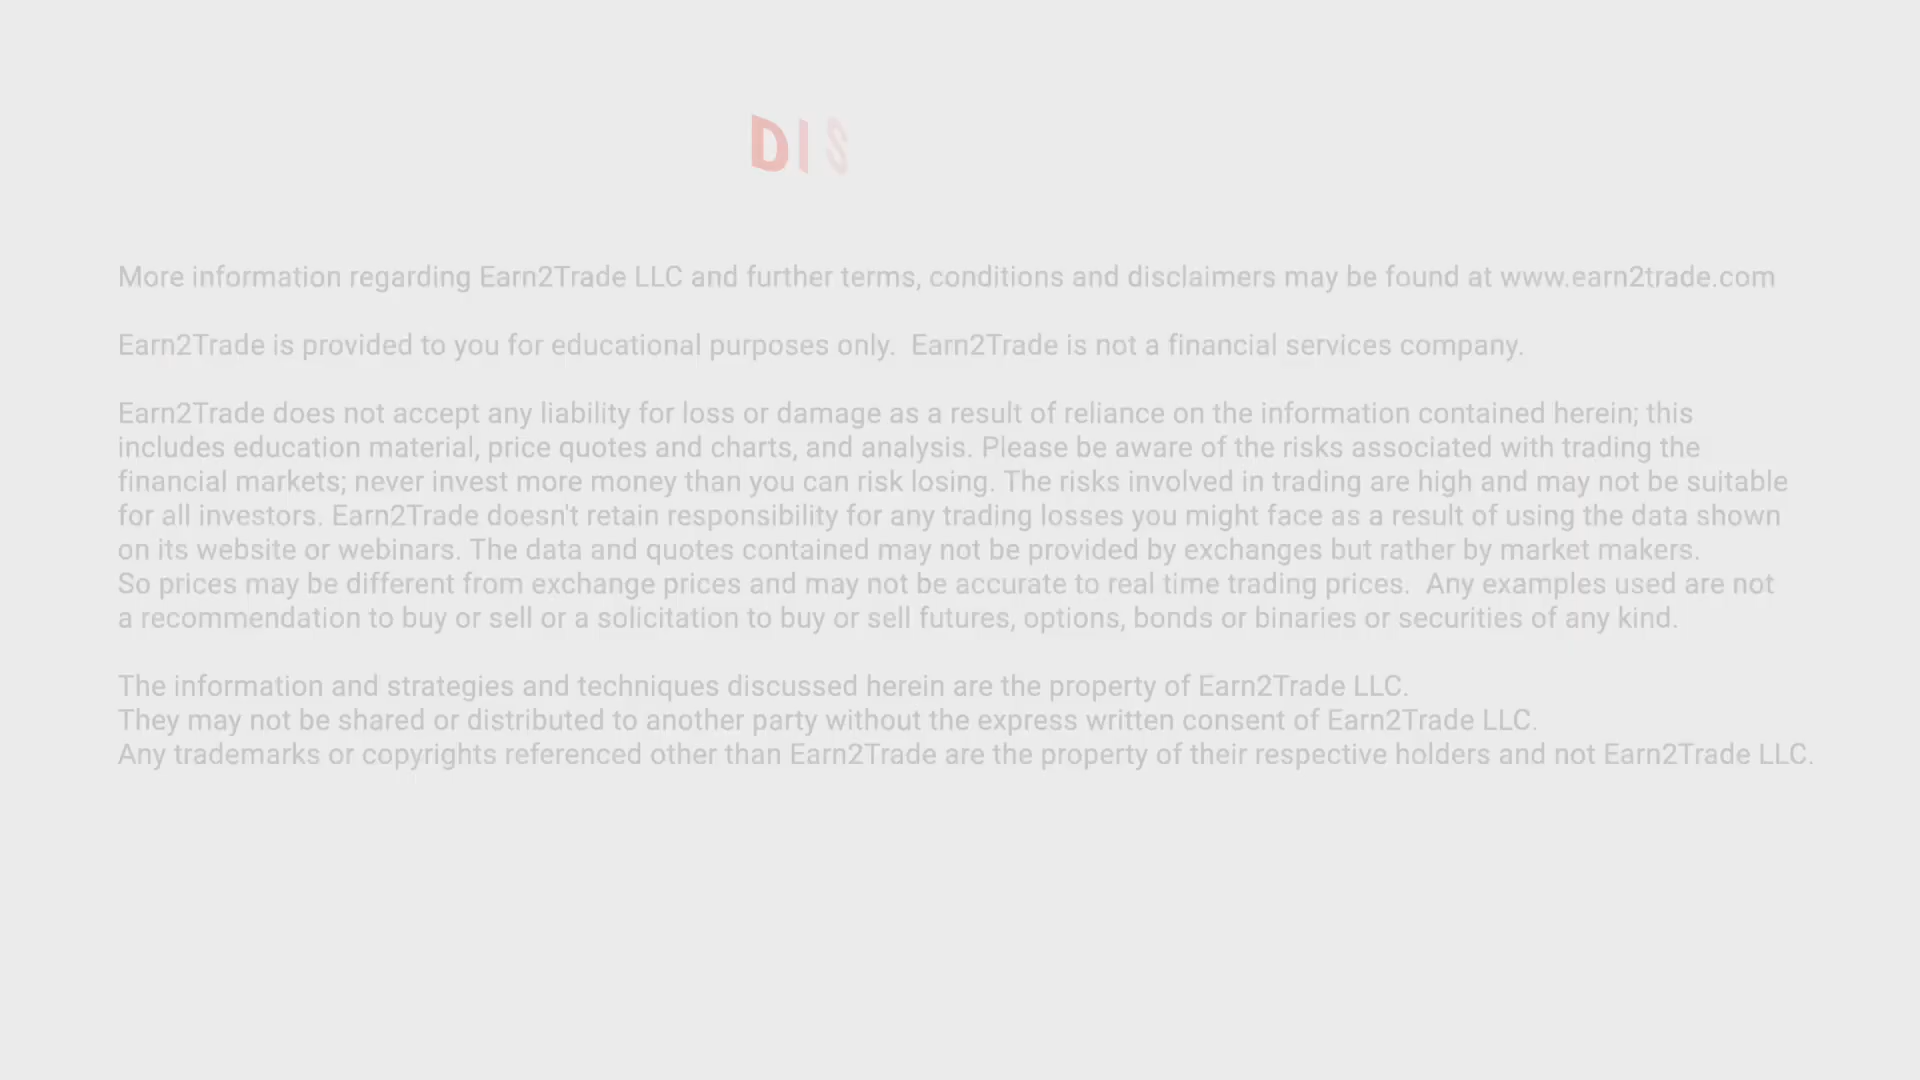 DIS
More information regarding Earn2Trade LLC and further terms, conditions and disclaimers may be found at www.earn2trade.com
Earn2Trade is provided to you for educational purposes only.  Earn2Trade is not a financial services company.
Earn2Trade does not accept any liability for loss or damage as a result of reliance on the information contained herein; this
includes education material, price quotes and charts, and analysis. Please be aware of the risks associated with trading the
financial markets; never invest more money than you can risk losing. The risks involved in trading are high and may not be suitable
for all investors. Earn2Trade doesn't retain responsibility for any trading losses you might face as a result of using the data shown
on its website or webinars. The data and quotes contained may not be provided by exchanges but rather by market makers.
So prices may be different from exchange prices and may not be accurate to real time trading prices.  Any examples used are not
a recommendation to buy or sell or a solicitation to buy or sell futures, options, bonds or binaries or securities of any kind.
The information and strategies and techniques discussed herein are the property of Earn2Trade LLC.
They may not be shared or distributed to another party without the express written consent of Earn2Trade LLC.
Any trademarks or copyrights referenced other than Earn2Trade are the property of their respective holders and not Earn2Trade LLC.